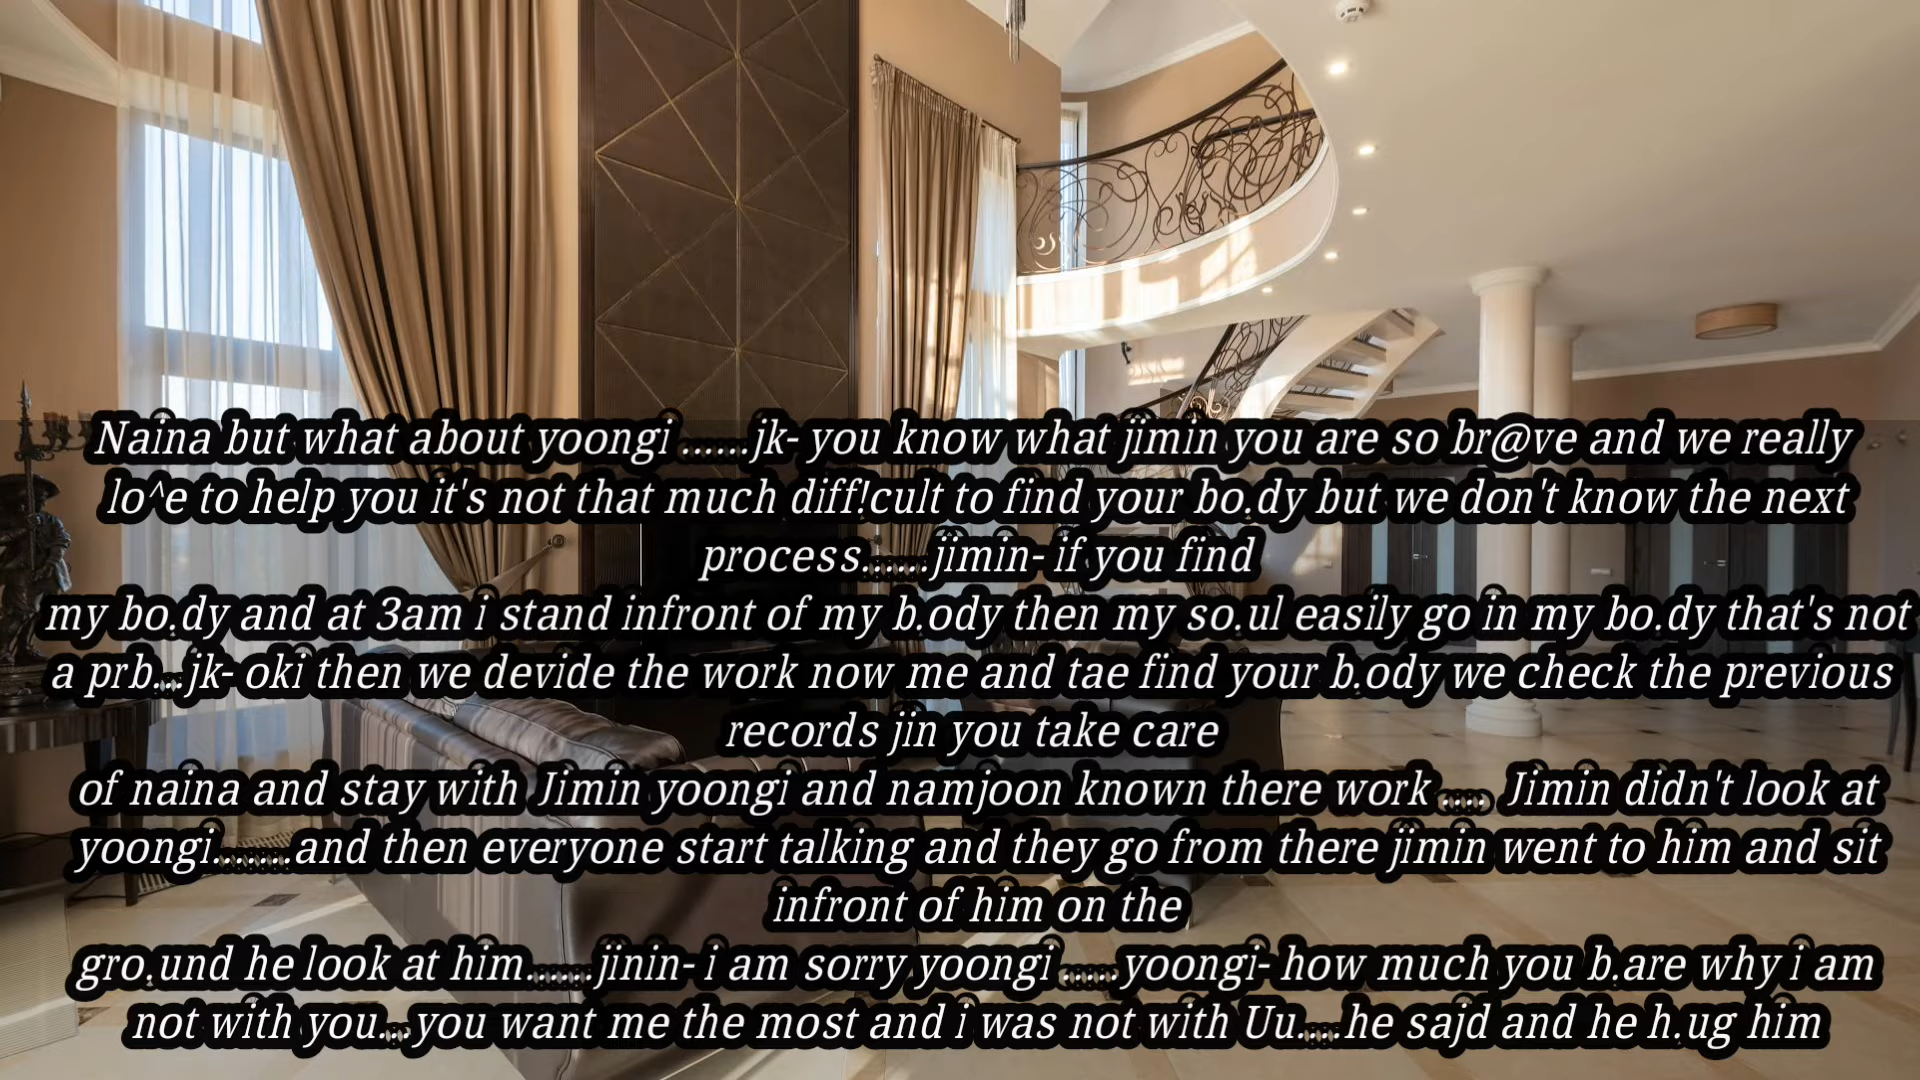 Naina but what about yoongi ......jk- you know what jimin you are so br@ve and we really
lo^e to help you it's not that much diff!cult to find your bo.dy but we don't know the next
process.......jimin- if you find
my bo.dy and at 3am i stand infront of my b.ody then my so.ul easily go in my bo.dy that's not
a prb....jk- oki then we devide the work now me and tae find your b.ody we check the previous
records jin you take care
of naina and stay with Jimin yoongi and namjoon known there work ..... Jimin didn't look at
yoongi.......and then everyone start talking and they go from there jimin went to him and sit
infront of him on the
gro.und he look at him.......jinin- i am sorry yoongi ......yoongi- how much you b.are why i am
not with you....you want me the most and i was not with Uu.....he sajd and he h.ug him